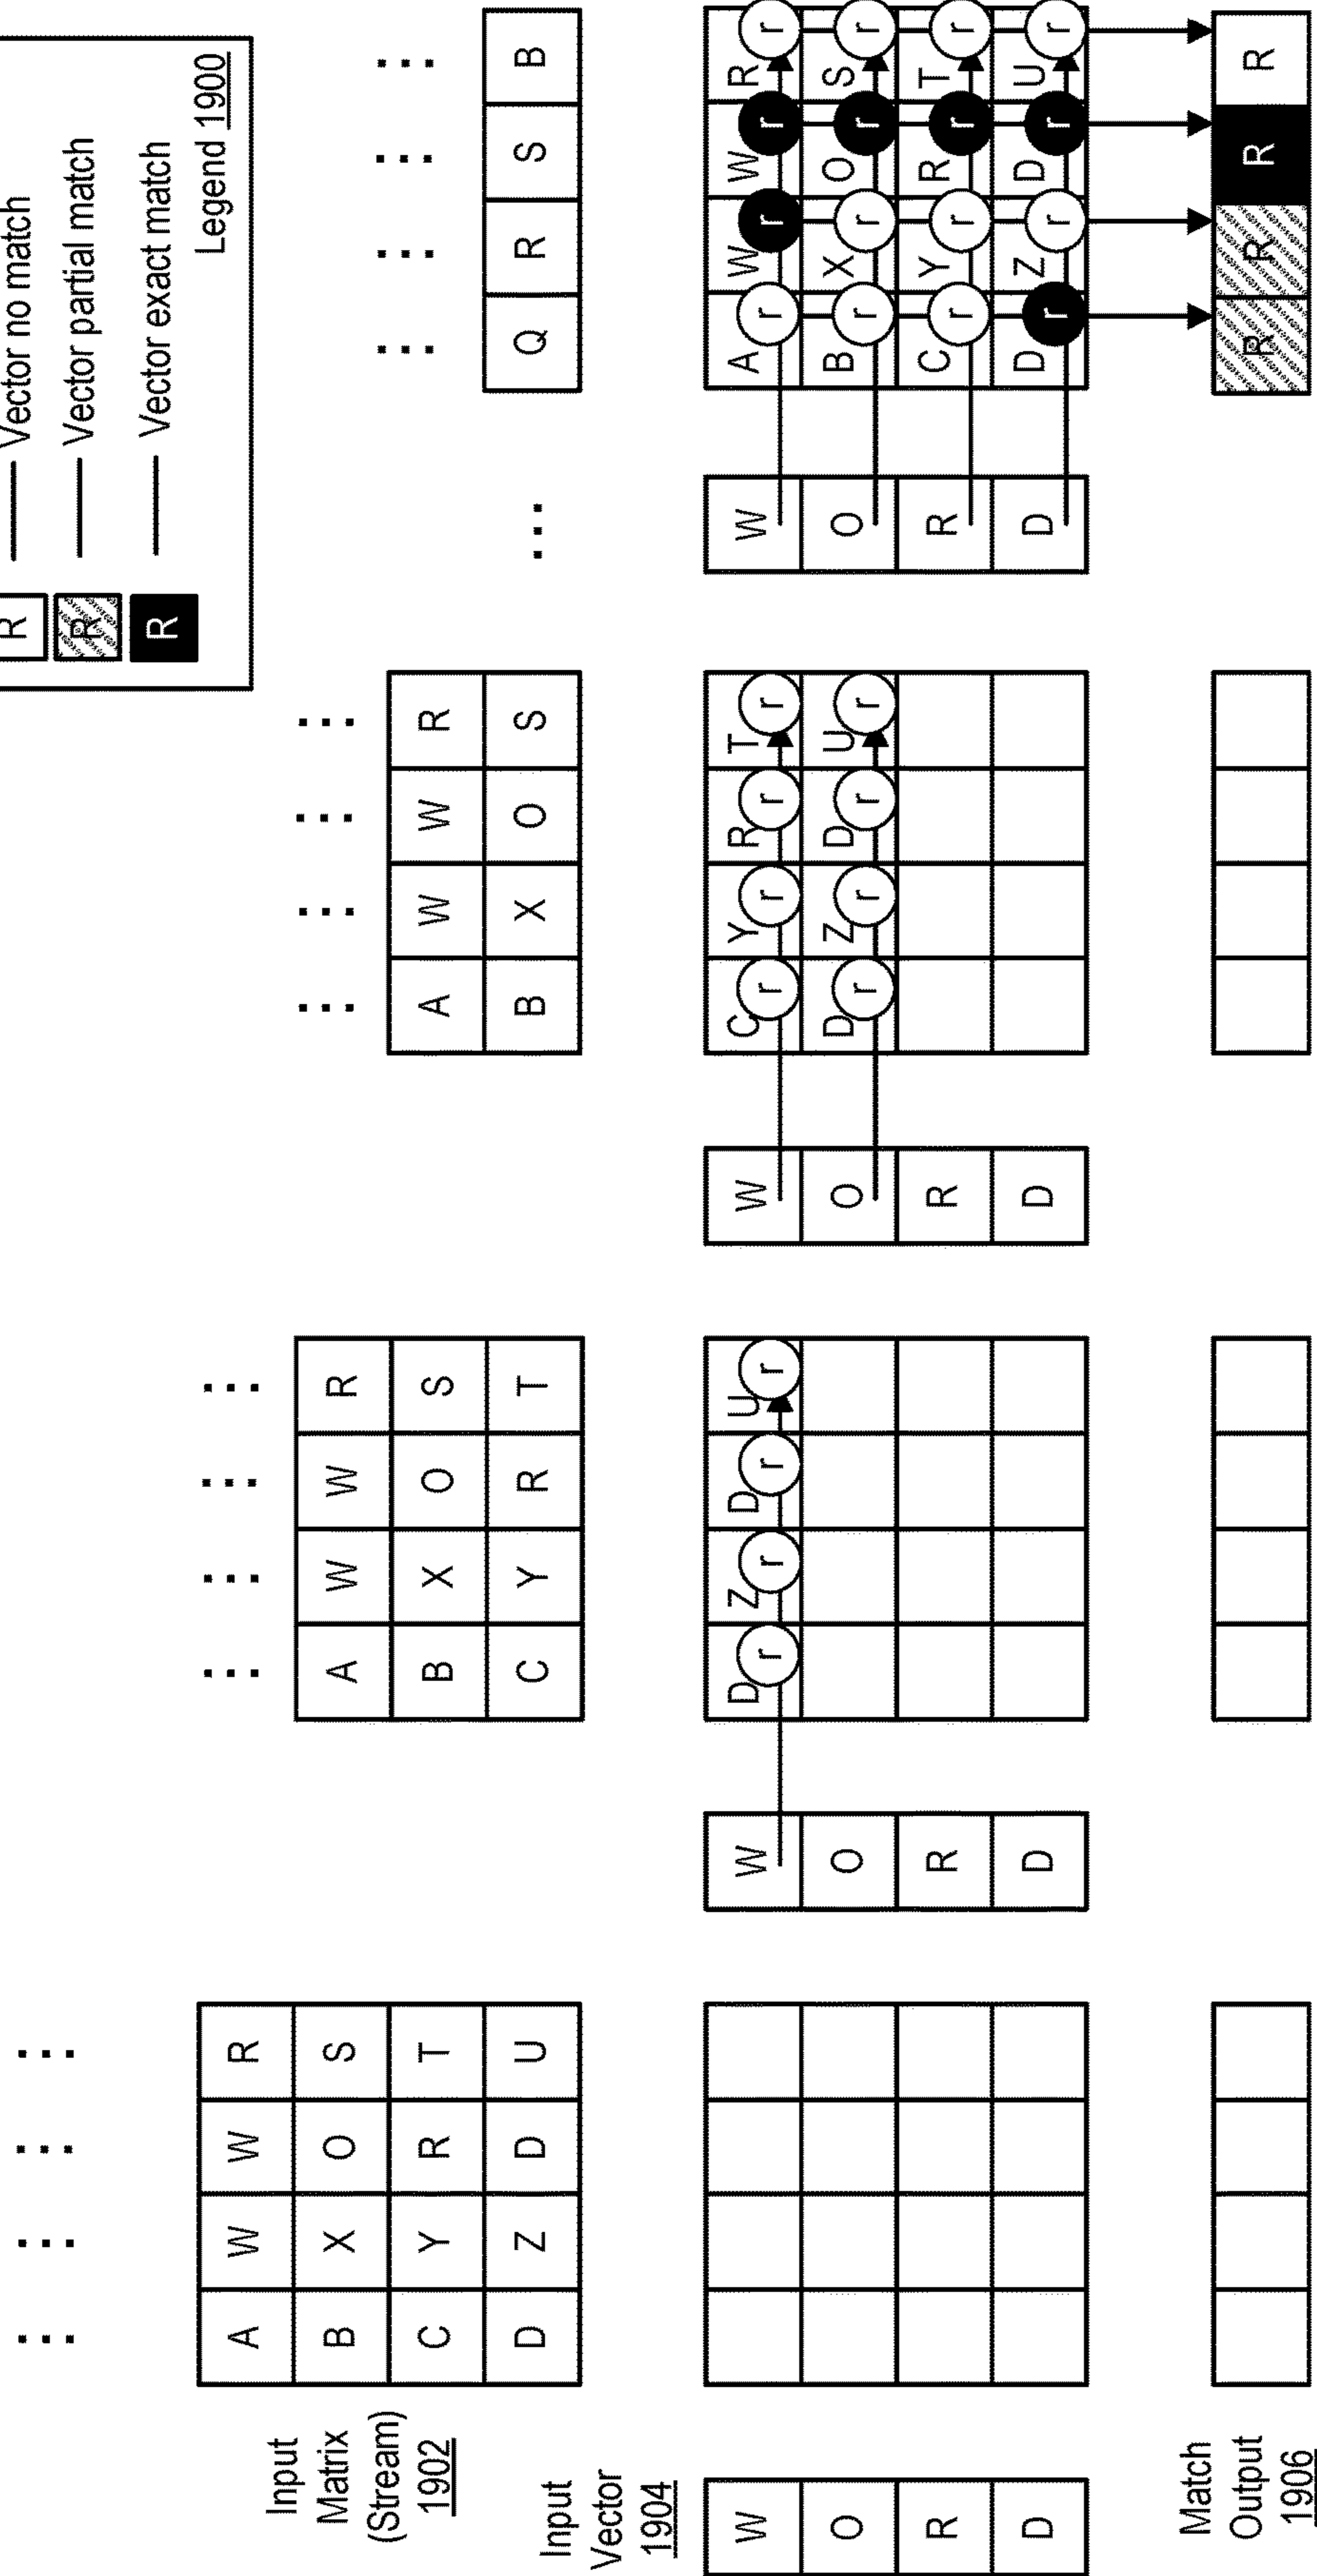 R — Vector no match
R — Vector partial match
R — Vector exact match
Legend 1900
Input
Matrix
(Stream)
1902
... ... ... ...
A W W R
B X O S
C Y R T
D Z D U
... ... ... ...
A W W R
B X O S
C Y R T
... ... ... ...
A W W R
B X O S
...
... ... ... ...
Q R S B
Input
Vector
1904
W
O
R
D
W D r Z r D r U r
O
R
D
W C r Y r R r T r
O D r Z r D r U r
R
D
W A r W r W r R r
O B r X r O r S r
R C r Y r R r T r
D D r Z r D r U r
Match
Output
1906
R R R R